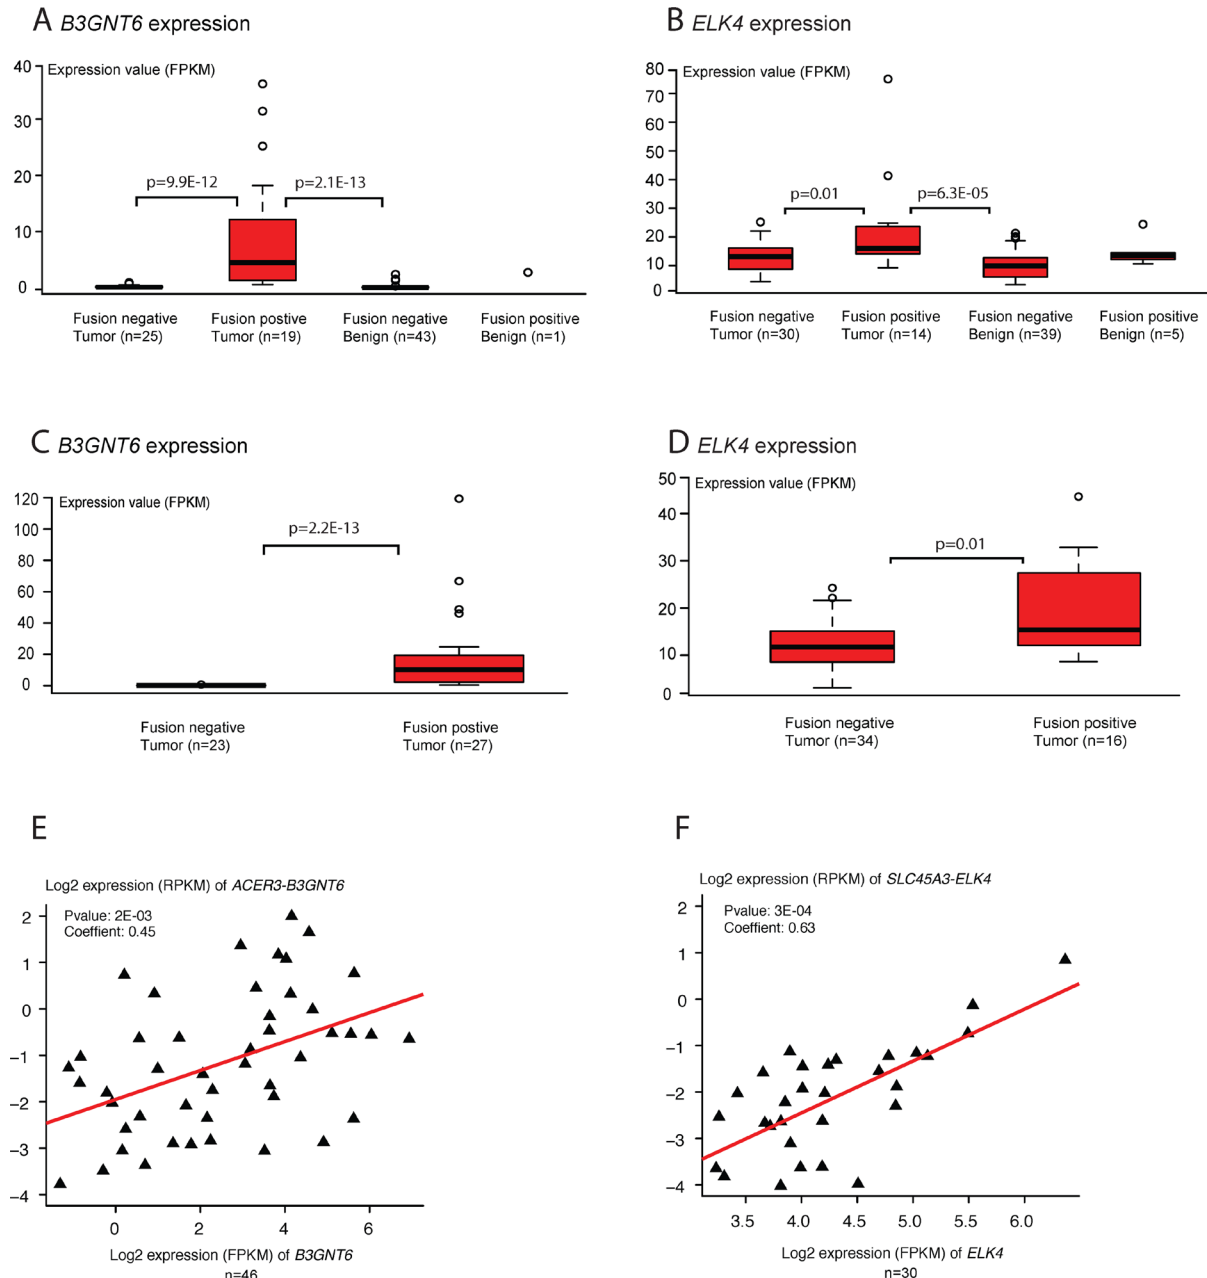 A B3GNT6 expression
Expression value (FPKM)
40
30
20
10
0
p=9.9E-12
p=2.1E-13
Fusion negative
Tumor (n=25)
Fusion postive
Tumor (n=19)
Fusion negative
Benign (n=43)
Fusion positive
Benign (n=1)
B ELK4 expression
Expression value (FPKM)
80
70
60
50
40
30
20
10
0
p=0.01
p=6.3E-05
Fusion negative
Tumor (n=30)
Fusion positive
Tumor (n=14)
Fusion negative
Benign (n=39)
Fusion positive
Benign (n=5)
C B3GNT6 expression
Expression value (FPKM)
120
100
80
60
40
20
0
p=2.2E-13
Fusion negative
Tumor (n=23)
Fusion postive
Tumor (n=27)
D ELK4 expression
Expression value (FPKM)
50
40
30
20
10
0
p=0.01
Fusion negative
Tumor (n=34)
Fusion positive
Tumor (n=16)
E
Log2 expression (RPKM) of ACER3-B3GNT6
Pvalue: 2E-03
Coeffient: 0.45
2
1
0
−1
−2
−3
−4
0 2 4 6
Log2 expression (FPKM) of B3GNT6
n=46
F
Log2 expression (RPKM) of SLC45A3-ELK4
Pvalue: 3E-04
Coeffient: 0.63
2
1
0
−1
−2
−3
−4
3.5 4.0 4.5 5.0 5.5 6.0
Log2 expression (FPKM) of ELK4
n=30